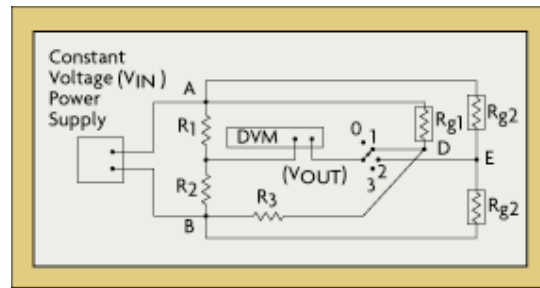 Constant
Voltage (VIN)
Power
Supply
A
R1
DVM
0
1
Rg1
Rg2
D
E
(VOUT)
2
3
R2
R3
Rg2
B